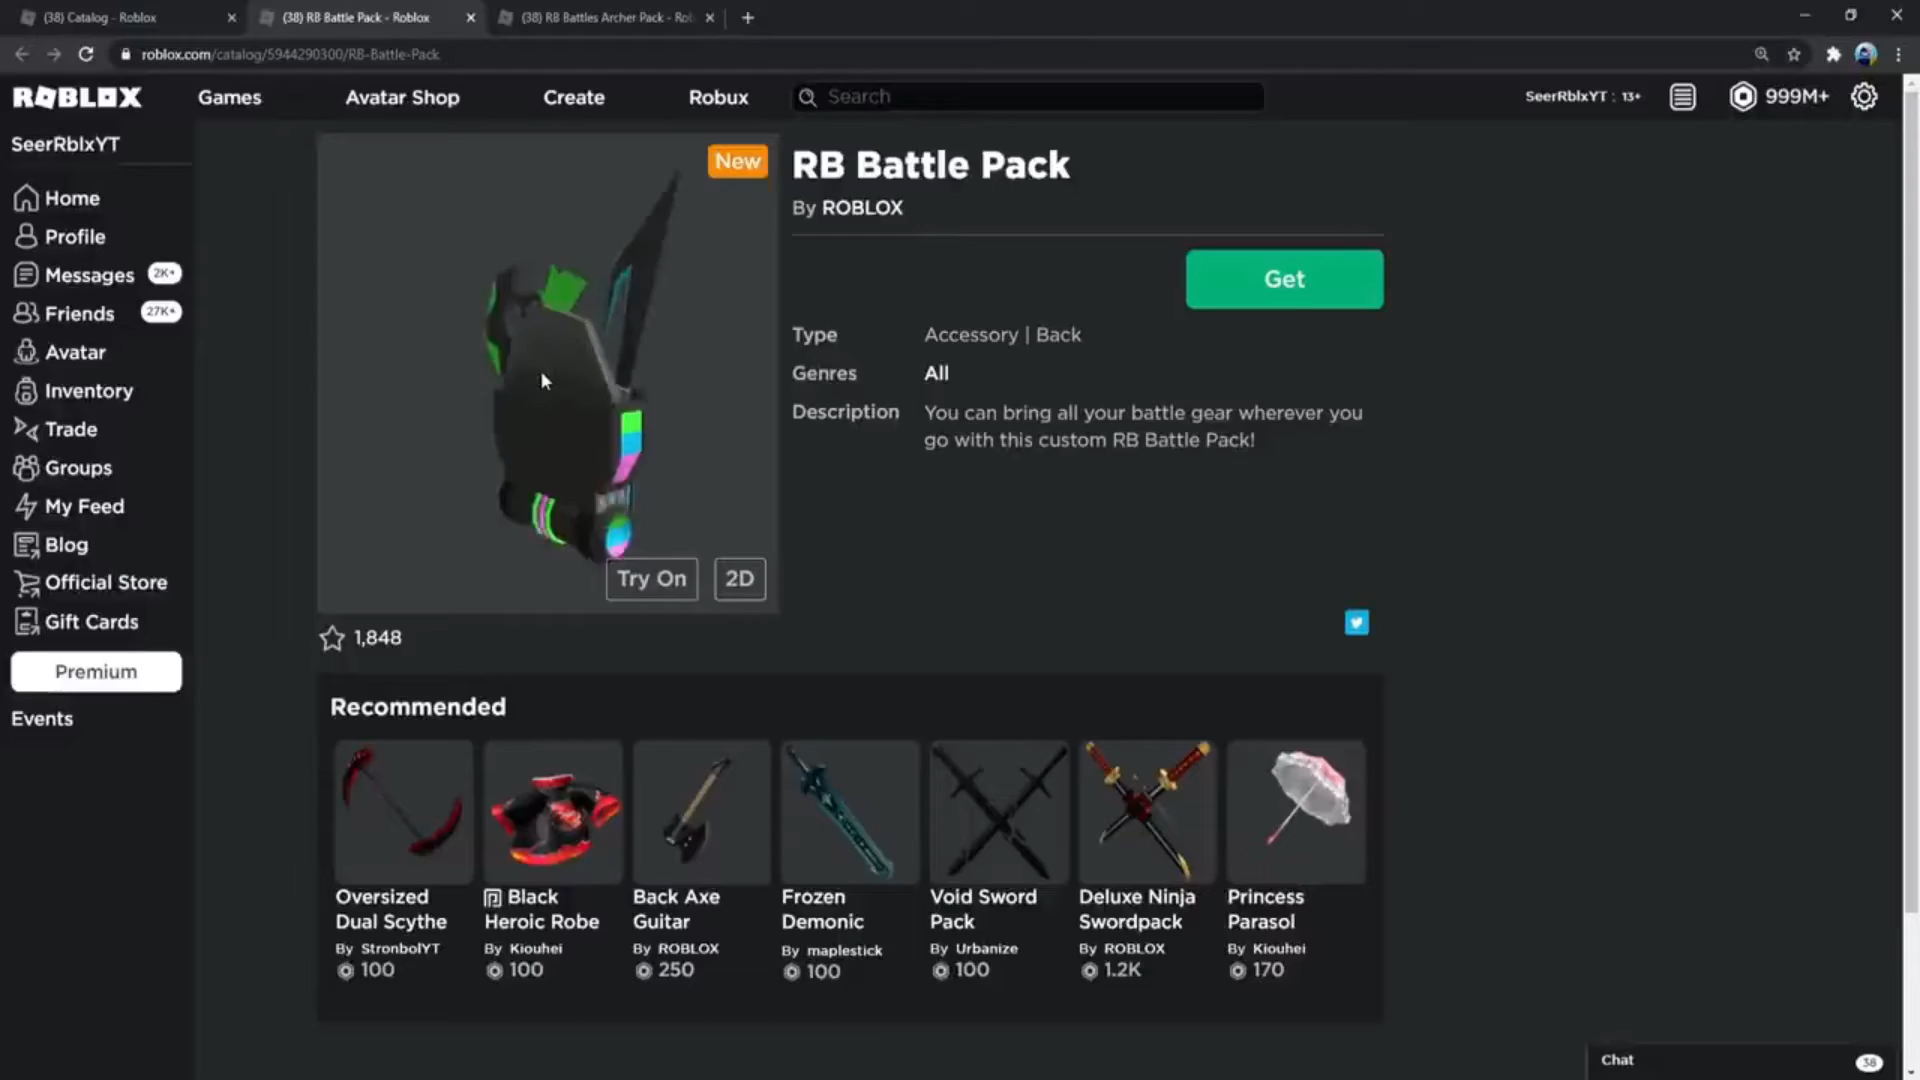 (38) Catalog - Roblox
(38) RB Battle Pack - Roblox
(38) RB Battles Archer Pack - Rob
roblox.com/catalog/5944290300/RB-Battle-Pack
ROBLOX
Games
Avatar Shop
Create
Robux
Search
SeerRblxYT : 13+
999M+
SeerRblxYT
Home
Profile
Messages 2K+
Friends 27K+
Avatar
Inventory
Trade
Groups
My Feed
Blog
Official Store
Gift Cards
Premium
Events
New
Try On
2D
1,848
RB Battle Pack
By ROBLOX
Get
Type Accessory | Back
Genres All
Description You can bring all your battle gear wherever you
go with this custom RB Battle Pack!
Recommended
Oversized
Dual Scythe
By StronbolYT
100
Black
Heroic Robe
By Kiouhei
100
Back Axe
Guitar
By ROBLOX
250
Frozen
Demonic
By maplestick
100
Void Sword
Pack
By Urbanize
100
Deluxe Ninja
Swordpack
By ROBLOX
1.2K
Princess
Parasol
By Kiouhei
170
Chat
38